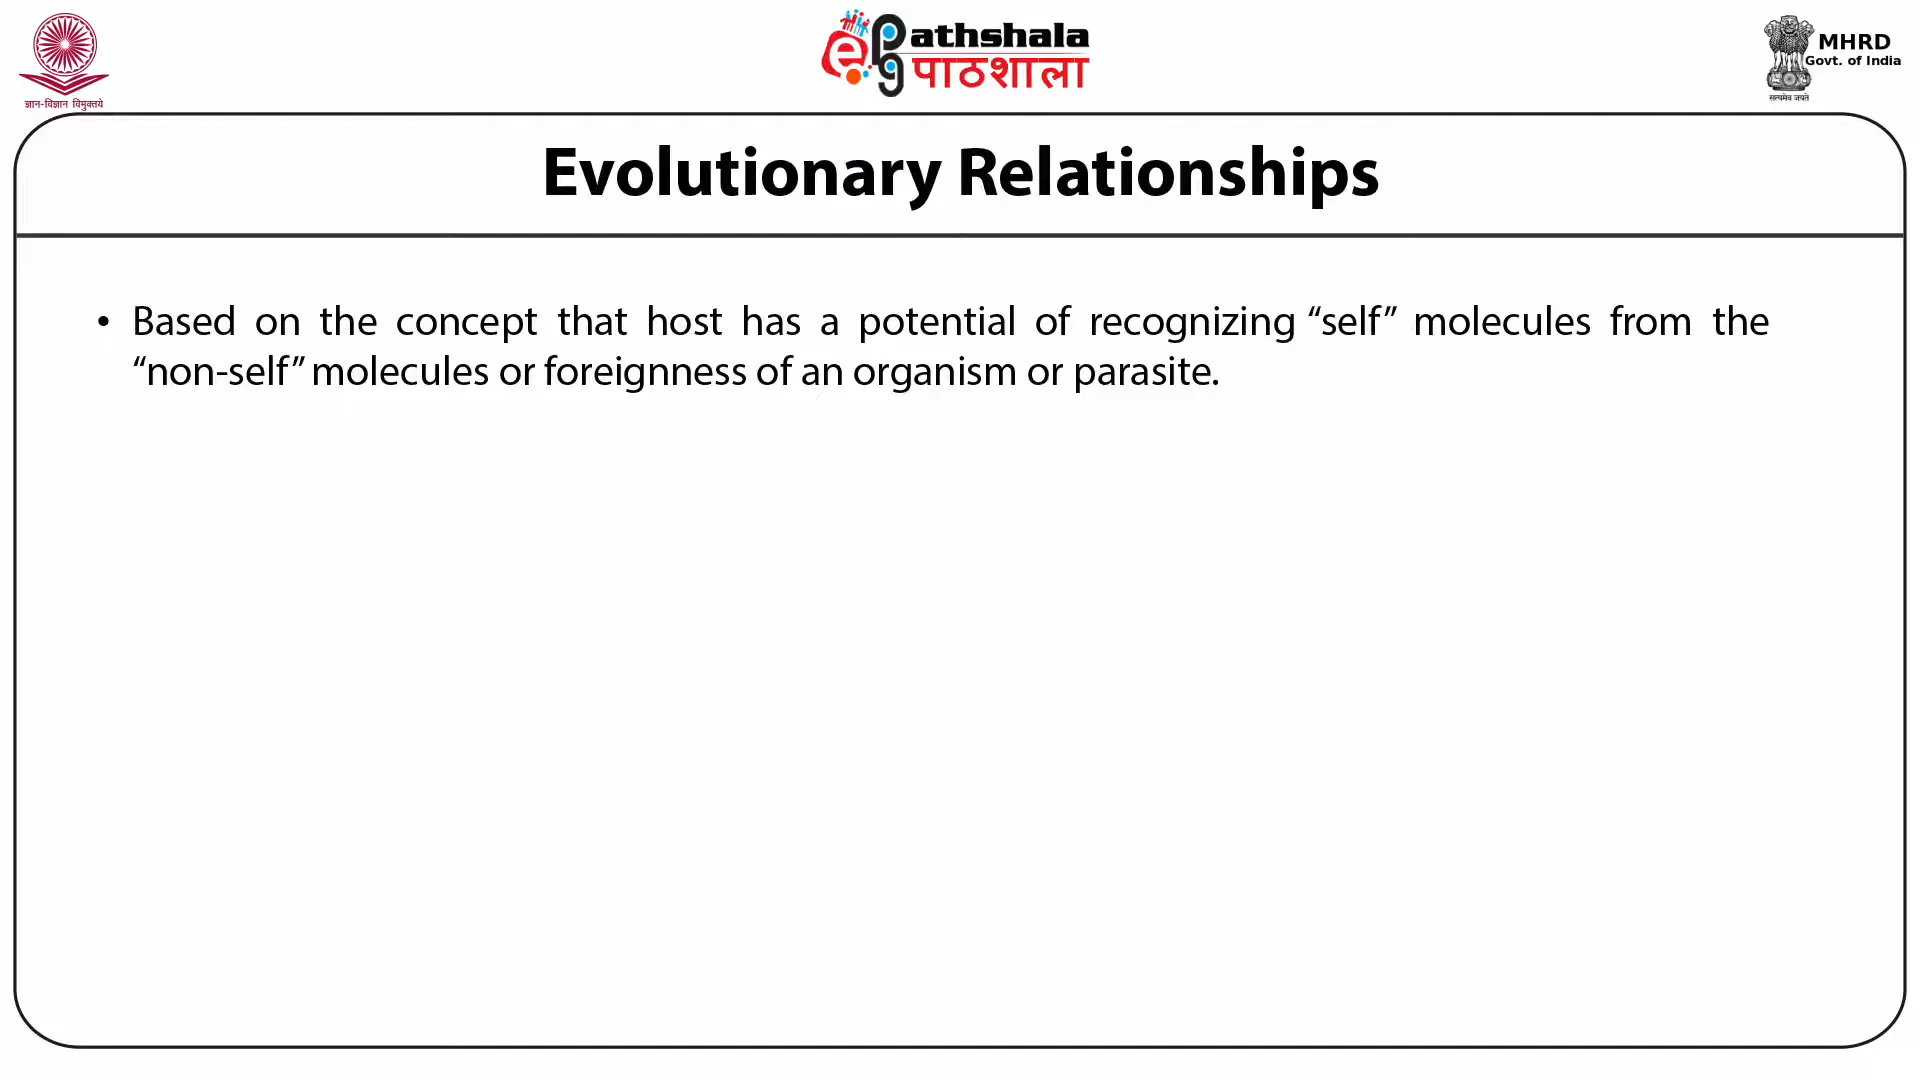 ज्ञान-विज्ञान विमुक्तये
ePG athshala
पाठशाला
MHRD
Govt. of India
सत्यमेव जयते
Evolutionary Relationships
• Based on the concept that host has a potential of recognizing “self” molecules from the
“non-self” molecules or foreignness of an organism or parasite.